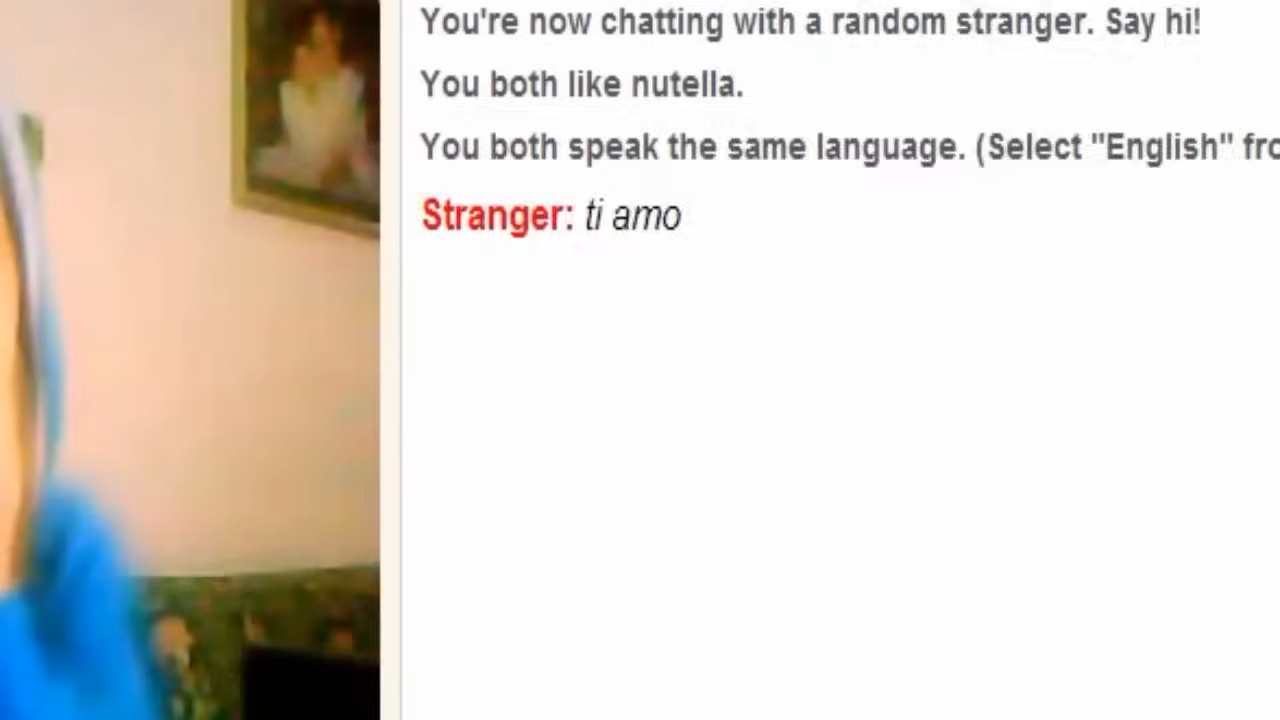 You're now chatting with a random stranger. Say hi!
You both like nutella.
You both speak the same language. (Select "English"
Stranger: ti amo